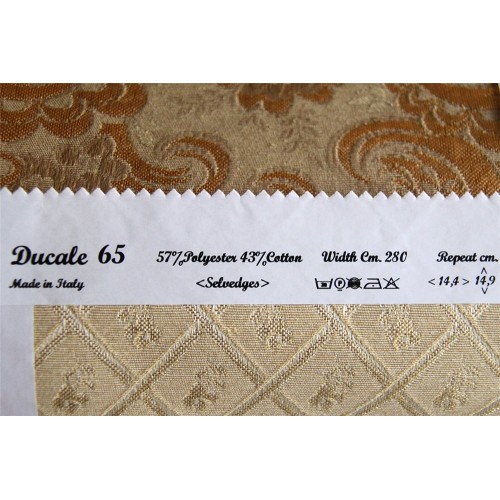 Ducale 65 57%Polyester 43%Cotton Width Cm. 280 Repeat cm.
Made in Italy <Selvedges> < 14,4 > 14,9